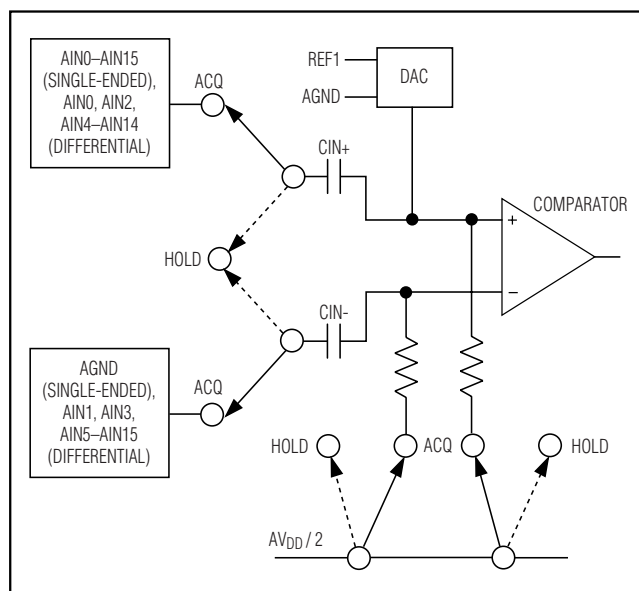 AIN0–AIN15
(SINGLE-ENDED),
AIN0, AIN2,
AIN4–AIN14
(DIFFERENTIAL)
ACQ
REF1
AGND
DAC
CIN+
COMPARATOR
+
HOLD
−
CIN-
AGND
(SINGLE-ENDED),
AIN1, AIN3,
AIN5–AIN15
(DIFFERENTIAL)
ACQ
HOLD
ACQ
HOLD
AVDD / 2